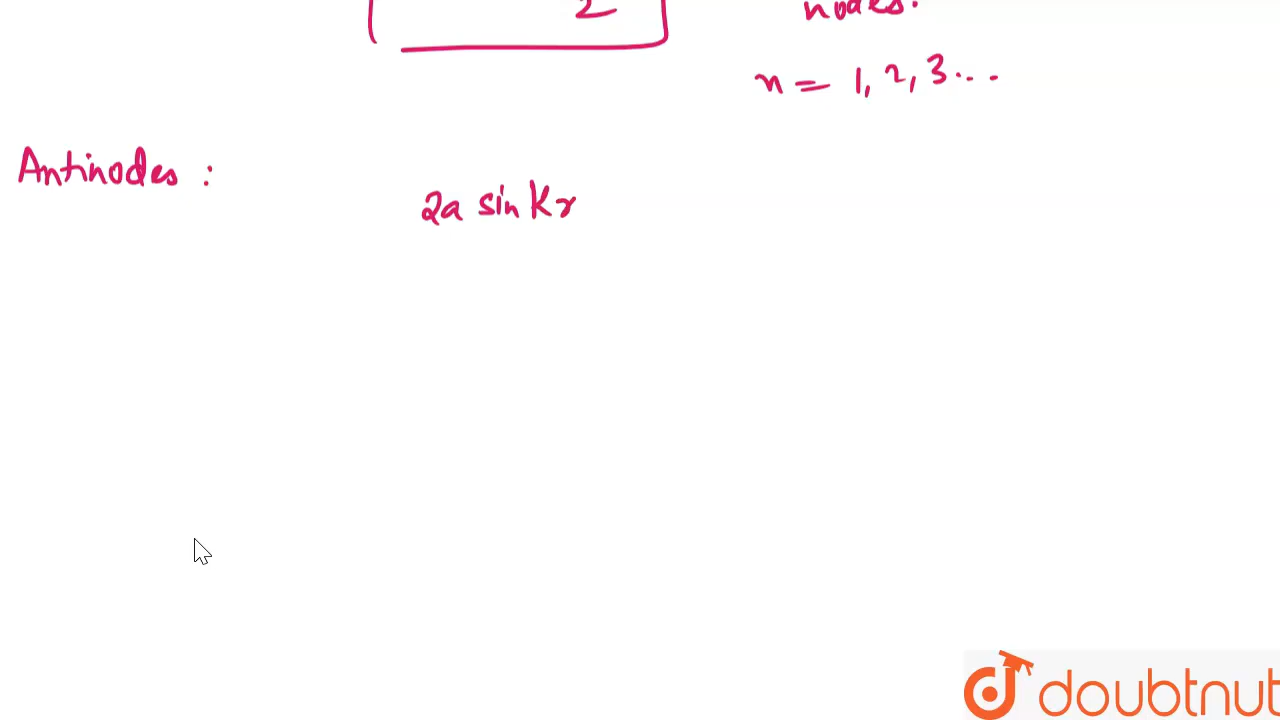 2
nodes.
n = 1, 2, 3...
Antinodes :
2a sin kx
doubtnut